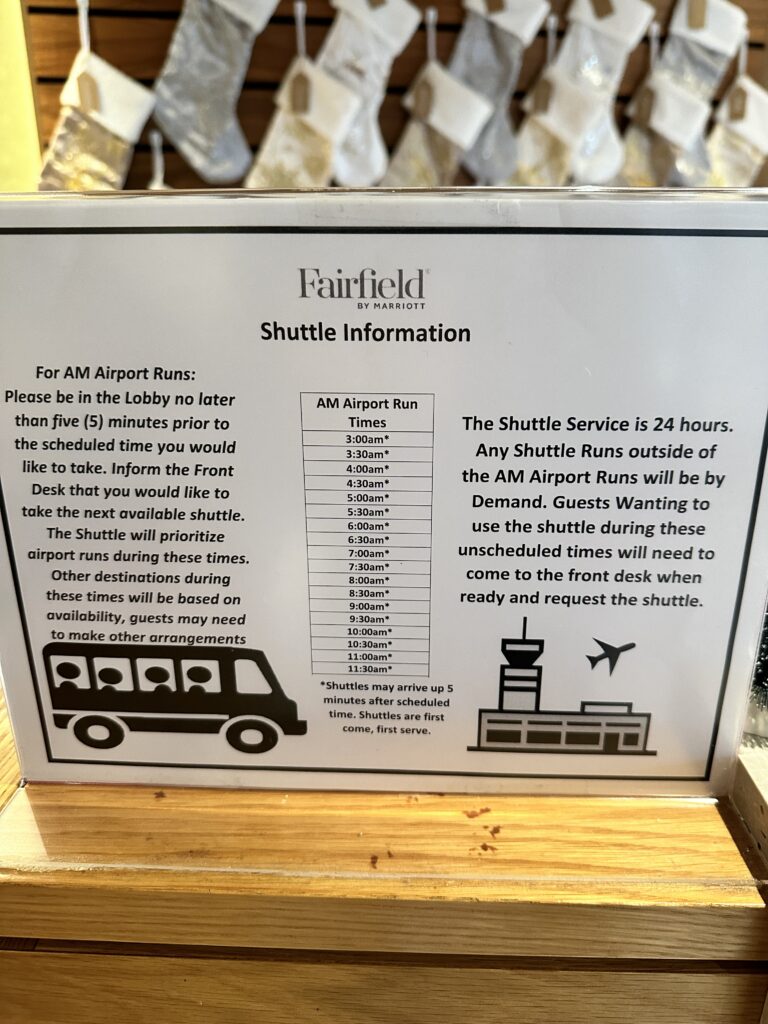 Fairfield
BY MARRIOTT
Shuttle Information
For AM Airport Runs:
Please be in the Lobby no later
than five (5) minutes prior to
the scheduled time you would
like to take. Inform the Front
Desk that you would like to
take the next available shuttle.
The Shuttle will prioritize
airport runs during these times.
Other destinations during
these times will be based on
availability, guests may need
to make other arrangements
AM Airport Run
Times
3:00am*
3:30am*
4:00am*
4:30am*
5:00am*
5:30am*
6:00am*
6:30am*
7:00am*
7:30am*
8:00am*
8:30am*
9:00am*
9:30am*
10:00am*
10:30am*
11:00am*
11:30am*
*Shuttles may arrive up 5
minutes after scheduled
time. Shuttles are first
come, first serve.
The Shuttle Service is 24 hours.
Any Shuttle Runs outside of
the AM Airport Runs will be by
Demand. Guests Wanting to
use the shuttle during these
unscheduled times will need to
come to the front desk when
ready and request the shuttle.